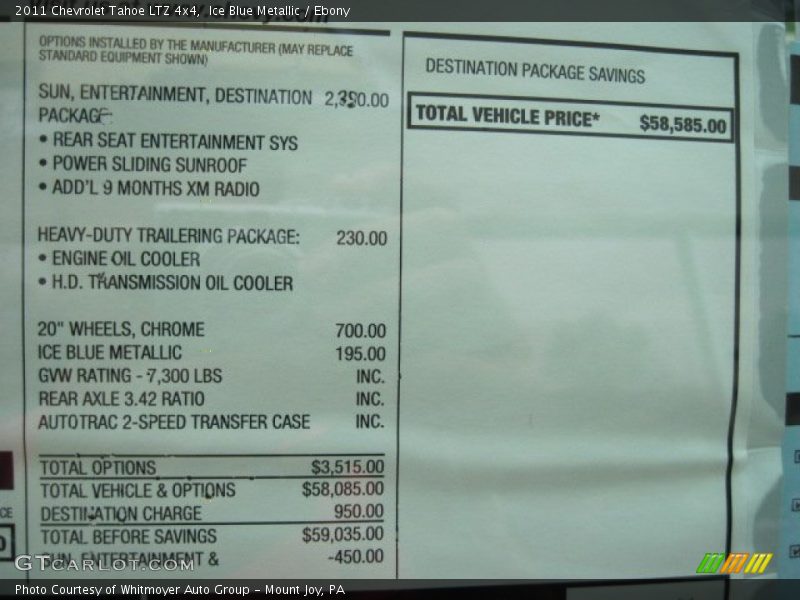 2011 Chevrolet Tahoe LTZ 4x4, Ice Blue Metallic / Ebony
OPTIONS INSTALLED BY THE MANUFACTURER (MAY REPLACE
STANDARD EQUIPMENT SHOWN)
SUN, ENTERTAINMENT, DESTINATION 2,390.00
PACKAGE:
• REAR SEAT ENTERTAINMENT SYS
• POWER SLIDING SUNROOF
• ADD'L 9 MONTHS XM RADIO
HEAVY-DUTY TRAILERING PACKAGE: 230.00
• ENGINE OIL COOLER
• H.D. TRANSMISSION OIL COOLER
20" WHEELS, CHROME 700.00
ICE BLUE METALLIC 195.00
GVW RATING - 7,300 LBS INC.
REAR AXLE 3.42 RATIO INC.
AUTOTRAC 2-SPEED TRANSFER CASE INC.
TOTAL OPTIONS $3,515.00
TOTAL VEHICLE & OPTIONS $58,085.00
DESTINATION CHARGE 950.00
TOTAL BEFORE SAVINGS $59,035.00
SUN, ENTERTAINMENT & -450.00
DESTINATION PACKAGE SAVINGS
TOTAL VEHICLE PRICE* $58,585.00
GTCARLOT.COM
Photo Courtesy of Whitmoyer Auto Group - Mount Joy, PA